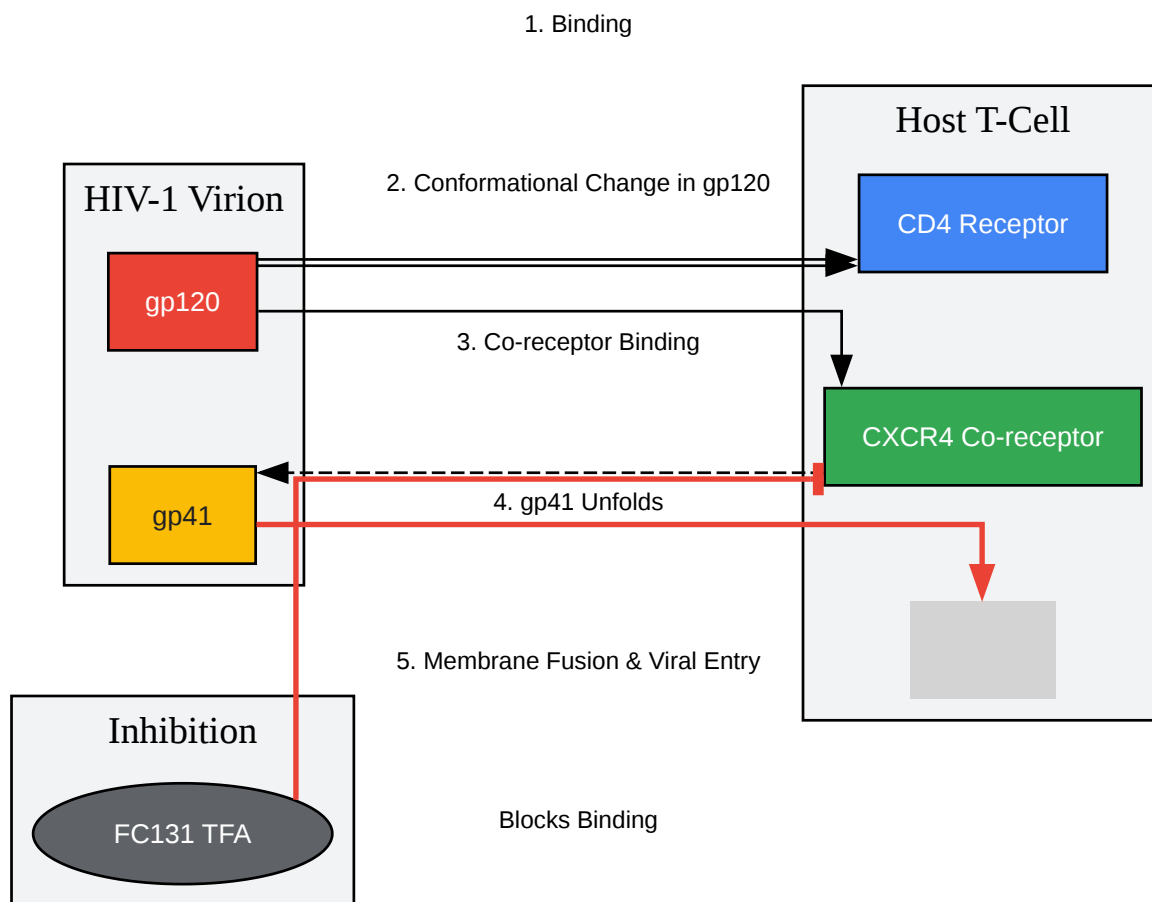 1. Binding
Host T-Cell
HIV-1 Virion
2. Conformational Change in gp120
CD4 Receptor
gp120
3. Co-receptor Binding
CXCR4 Co-receptor
gp41
4. gp41 Unfolds
5. Membrane Fusion & Viral Entry
Inhibition
FC131 TFA
Blocks Binding